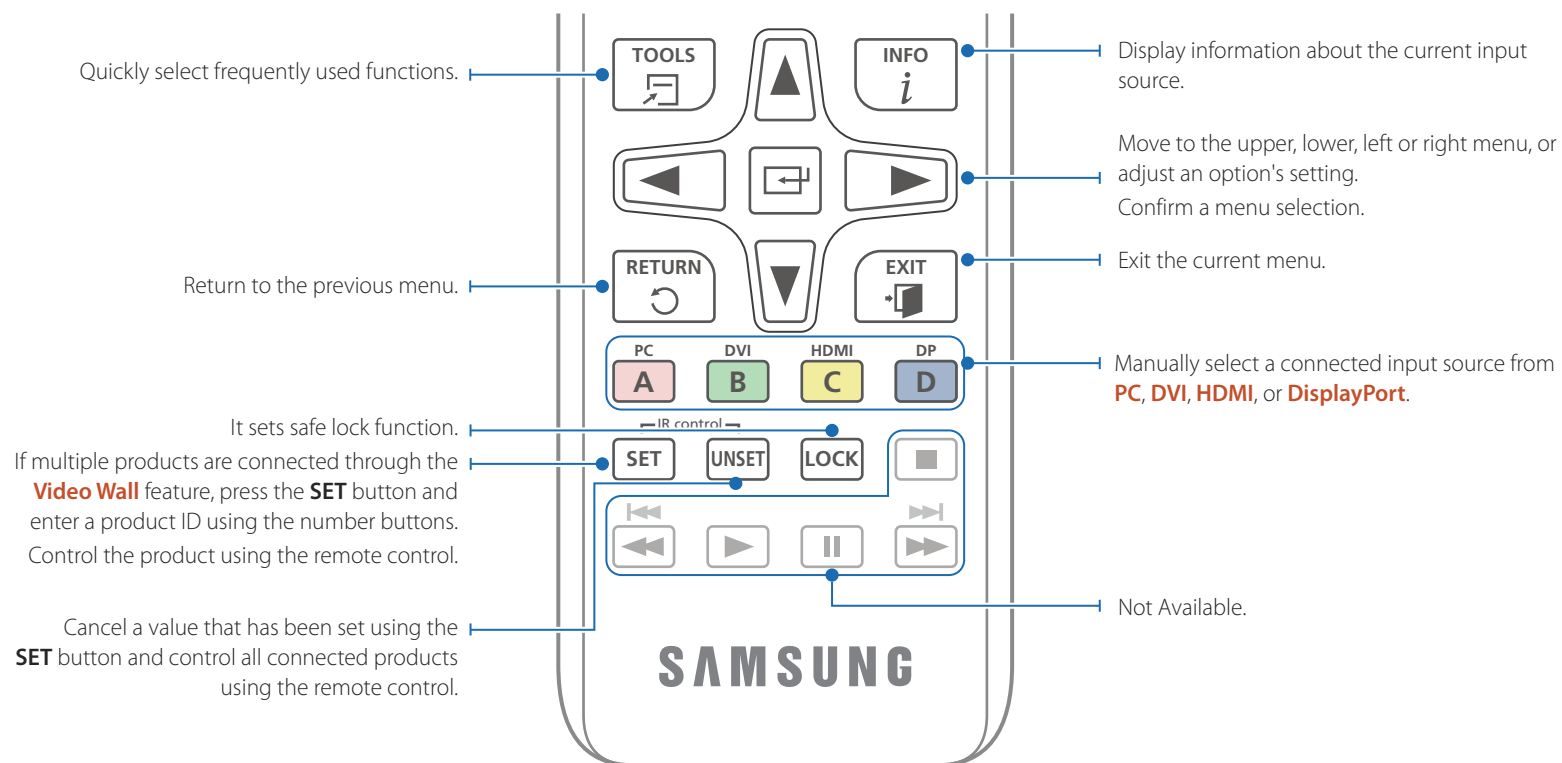 Quickly select frequently used functions.
TOOLS
INFO
i
Display information about the current input
source.
Move to the upper, lower, left or right menu, or
adjust an option's setting.
Confirm a menu selection.
Return to the previous menu.
RETURN
EXIT
Exit the current menu.
PC
DVI
HDMI
DP
A
B
C
D
Manually select a connected input source from
PC, DVI, HDMI, or DisplayPort.
It sets safe lock function.
IR control
SET
UNSET
LOCK
If multiple products are connected through the
Video Wall feature, press the SET button and
enter a product ID using the number buttons.
Control the product using the remote control.
Not Available.
Cancel a value that has been set using the
SET button and control all connected products
using the remote control.
SAMSUNG